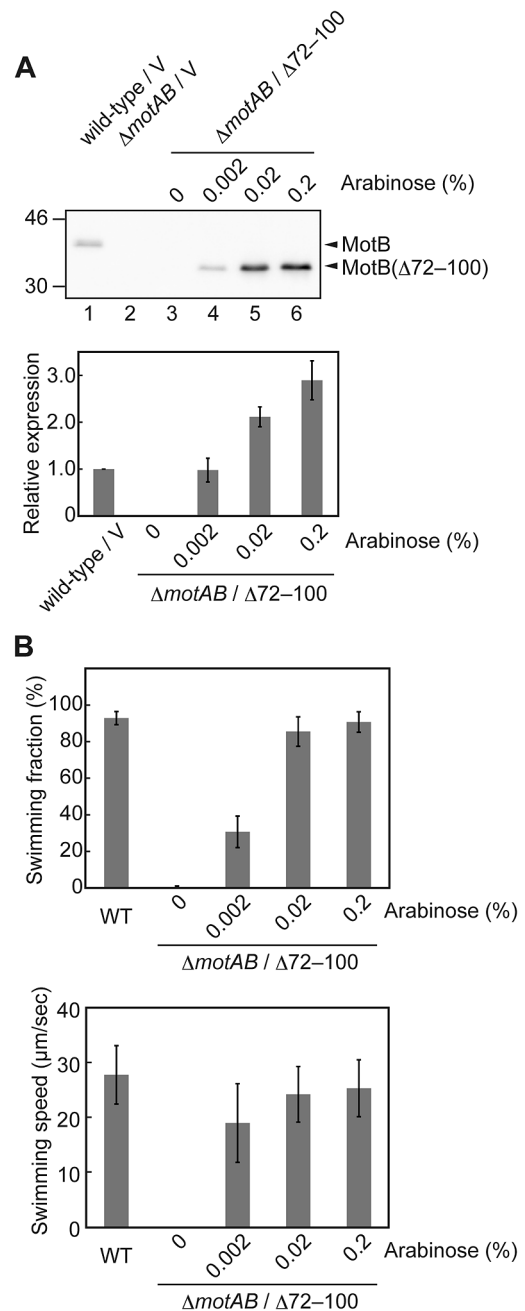 A
wild-type / V
ΔmotAB / V
ΔmotAB / Δ72–100
0
0.002
0.02
0.2
Arabinose (%)
46
30
MotB
MotB(Δ72–100)
1 2 3 4 5 6
Relative expression
3.0
2.0
1.0
0
wild-type / V
0
0.002
0.02
0.2
Arabinose (%)
ΔmotAB / Δ72–100
B
Swimming fraction (%)
100
80
60
40
20
0
WT
0
0.002
0.02
0.2
Arabinose (%)
ΔmotAB / Δ72–100
Swimming speed (μm/sec)
40
30
20
10
0
WT
0
0.002
0.02
0.2
Arabinose (%)
ΔmotAB / Δ72–100